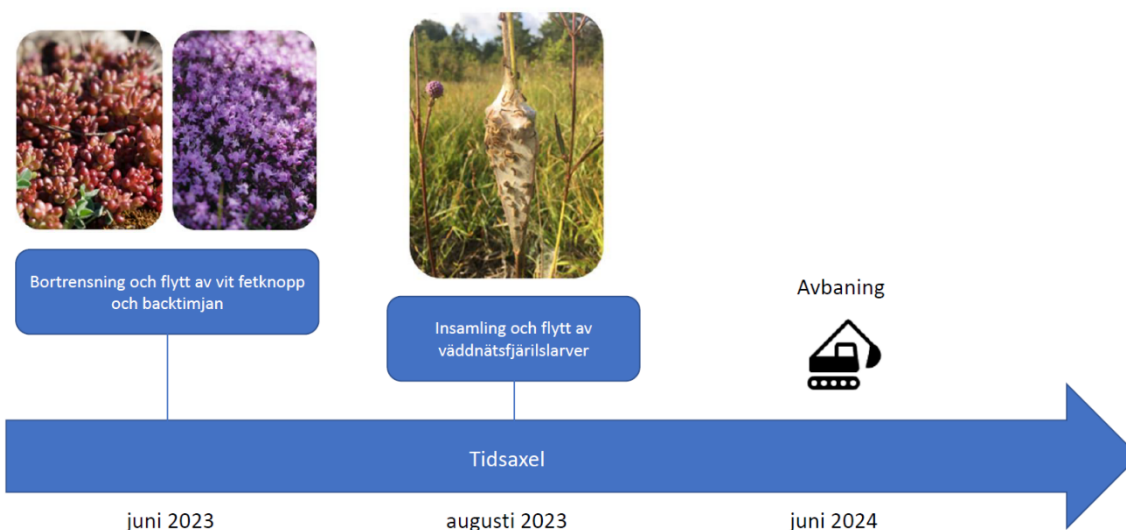 Bortrensning och flytt av vit fetknopp
och backtimjan
Insamling och flytt av
väddnätsfjärilslarver
Avbaning
Tidsaxel
juni 2023
augusti 2023
juni 2024